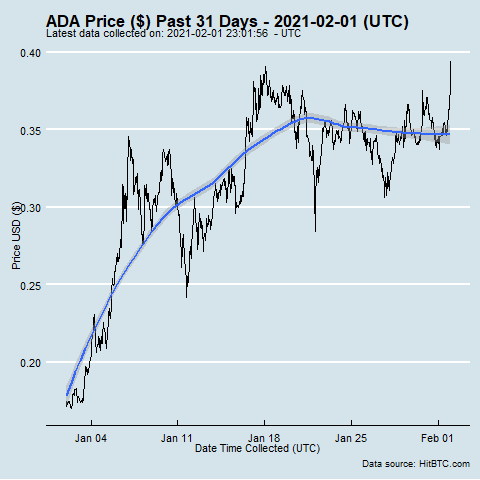 ADA Price ($) Past 31 Days - 2021-02-01 (UTC)
Latest data collected on: 2021-02-01 23:01:56 - UTC
Price USD ($)
0.40
0.35
0.30
0.25
0.20
Jan 04 Jan 11 Jan 18 Jan 25 Feb 01
Date Time Collected (UTC)
Data source: HitBTC.com